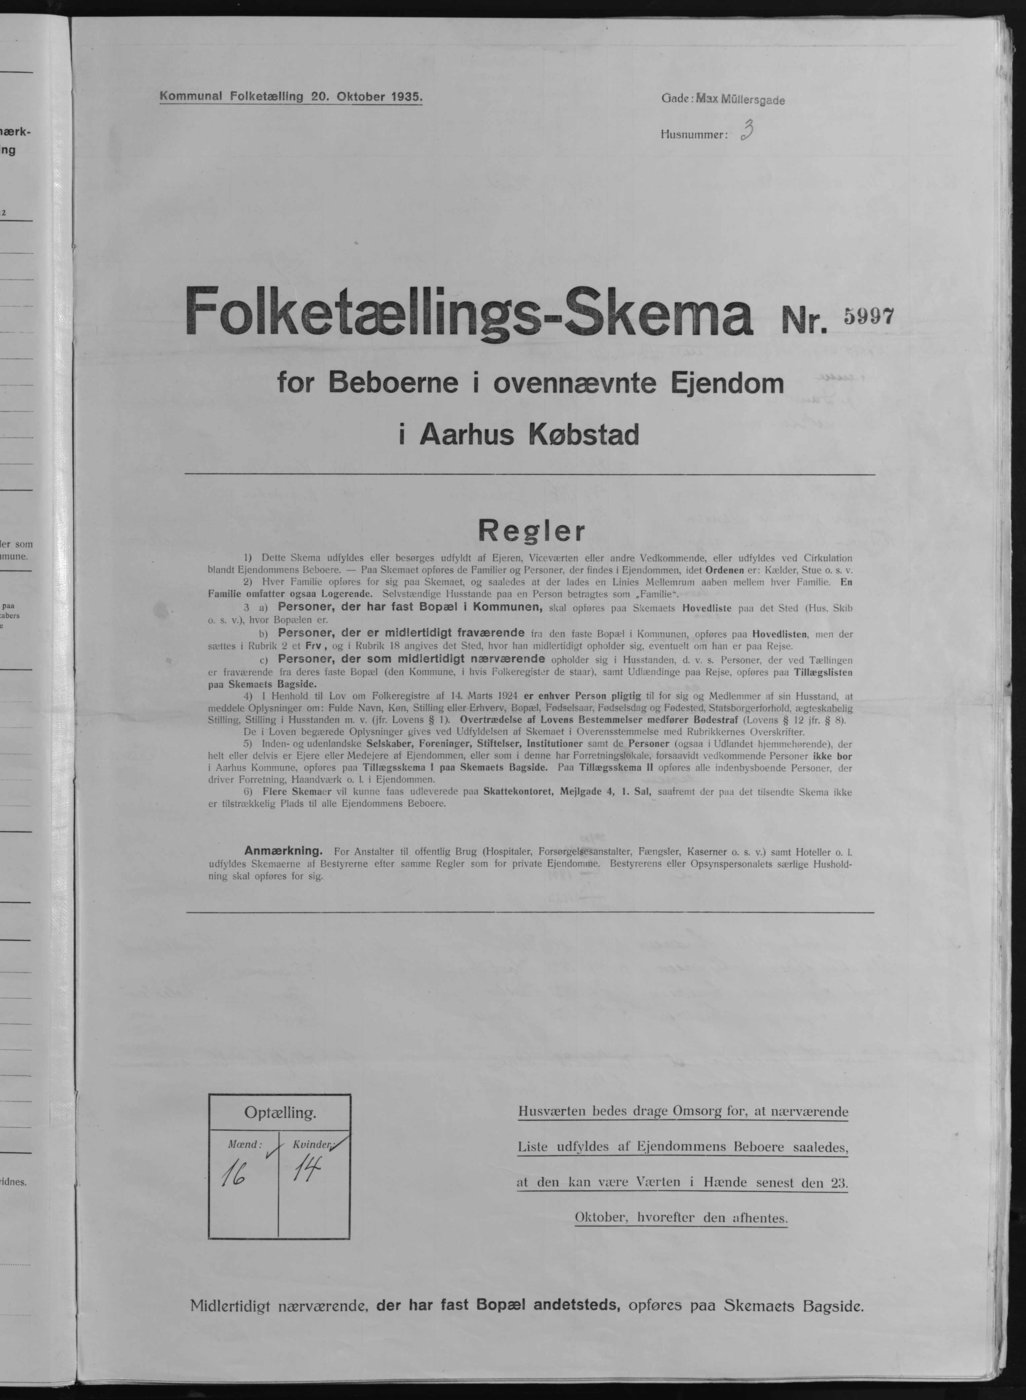 Kommunal Folketælling 20. Oktober 1935.
Gade: Max Müllersgade
Husnummer: 3
Folketællings-Skema Nr. 5997
for Beboerne i ovennævnte Ejendom
i Aarhus Købstad
Regler
1) Dette Skema udfyldes eller besørges udfyldt af Ejeren, Viceværten eller andre Vedkommende, eller udfyldes ved Cirkulation
blandt Ejendommens Beboere. — Paa Skemaet opføres de Familier og Personer, der findes i Ejendommen, idet Ordenen er: Kælder, Stue o. s. v.
2) Hver Familie opføres for sig paa Skemaet, og saaledes at der lades en Linies Mellemrum aaben mellem hver Familie. En
Familie omfatter ogsaa Logerende. Selvstændige Husstande paa en Person betragtes som „Familie“.
3 a) Personer, der har fast Bopæl i Kommunen, skal opføres paa Skemaets Hovedliste paa det Sted (Hus, Skib
o. s. v.), hvor Bopælen er.
b) Personer, der er midlertidigt fraværende fra den faste Bopæl i Kommunen, opføres paa Hovedlisten, men der
sættes i Rubrik 2 et Frv, og i Rubrik 18 angives det Sted, hvor han midlertidigt opholder sig, eventuelt om han er paa Rejse.
c) Personer, der som midlertidigt nærværende opholder sig i Husstanden, d. v. s. Personer, der ved Tællingen
er fraværende fra deres faste Bopæl (den Kommune, i hvis Folkeregister de staar), samt Udlændinge paa Rejse, opføres paa Tillægslisten
paa Skemaets Bagside.
4) I Henhold til Lov om Folkeregistre af 14. Marts 1924 er enhver Person pligtig til for sig og Medlemmer af sin Husstand, at
meddele Oplysninger om: Fulde Navn, Køn, Stilling eller Erhverv, Bopæl, Fødselsaar, Fødselsdag og Fødested, Statsborgerforhold, ægteskabelig
Stilling, Stilling i Husstanden m. v. (jfr. Lovens § 1). Overtrædelse af Lovens Bestemmelser medfører Bødestraf (Lovens § 12 jfr. § 8).
De i Loven begærede Oplysninger gives ved Udfyldelsen af Skemaet i Overensstemmelse med Rubrikkernes Overskrifter.
5) Inden- og udenlandske Selskaber, Foreninger, Stiftelser, Institutioner samt de Personer (ogsaa i Udlandet hjemmehørende), der
helt eller delvis er Ejere eller Medejere af Ejendommen, eller som i denne har Forretningslokale, forsaavidt vedkommende Personer ikke bor
i Aarhus Kommune, opføres paa Tillægsskema I paa Skemaets Bagside. Paa Tillægsskema II opføres alle indenbysboende Personer, der
driver Forretning, Haandværk o. l. i Ejendommen.
6) Flere Skemaer vil kunne faas udleverede paa Skattekontoret, Mejlgade 4, 1. Sal, saafremt der paa det tilsendte Skema ikke
er tilstrækkelig Plads til alle Ejendommens Beboere.
Anmærkning. For Anstalter til offentlig Brug (Hospitaler, Forsørgelsesanstalter, Fængsler, Kaserner o. s. v.) samt Hoteller o. l.
udfyldes Skemaerne af Bestyrerne efter samme Regler som for private Ejendomme. Bestyrerens eller Opsynspersonalets særlige Hushold-
ning skal opføres for sig.
Optælling.
Mænd: Kvinder:
16 14
Husværten bedes drage Omsorg for, at nærværende
Liste udfyldes af Ejendommens Beboere saaledes,
at den kan være Værten i Hænde senest den 23.
Oktober, hvorefter den afhentes.
Midlertidigt nærværende, der har fast Bopæl andetsteds, opføres paa Skemaets Bagside.